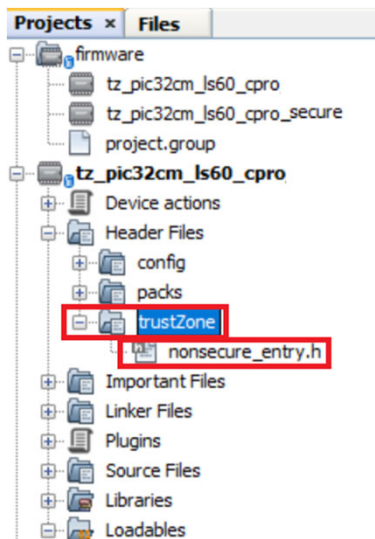 Projects × Files
firmware
tz_pic32cm_ls60_cpro
tz_pic32cm_ls60_cpro_secure
project.group
tz_pic32cm_ls60_cpro
Device actions
Header Files
config
packs
trustZone
nonsecure_entry.h
Important Files
Linker Files
Plugins
Source Files
Libraries
Loadables